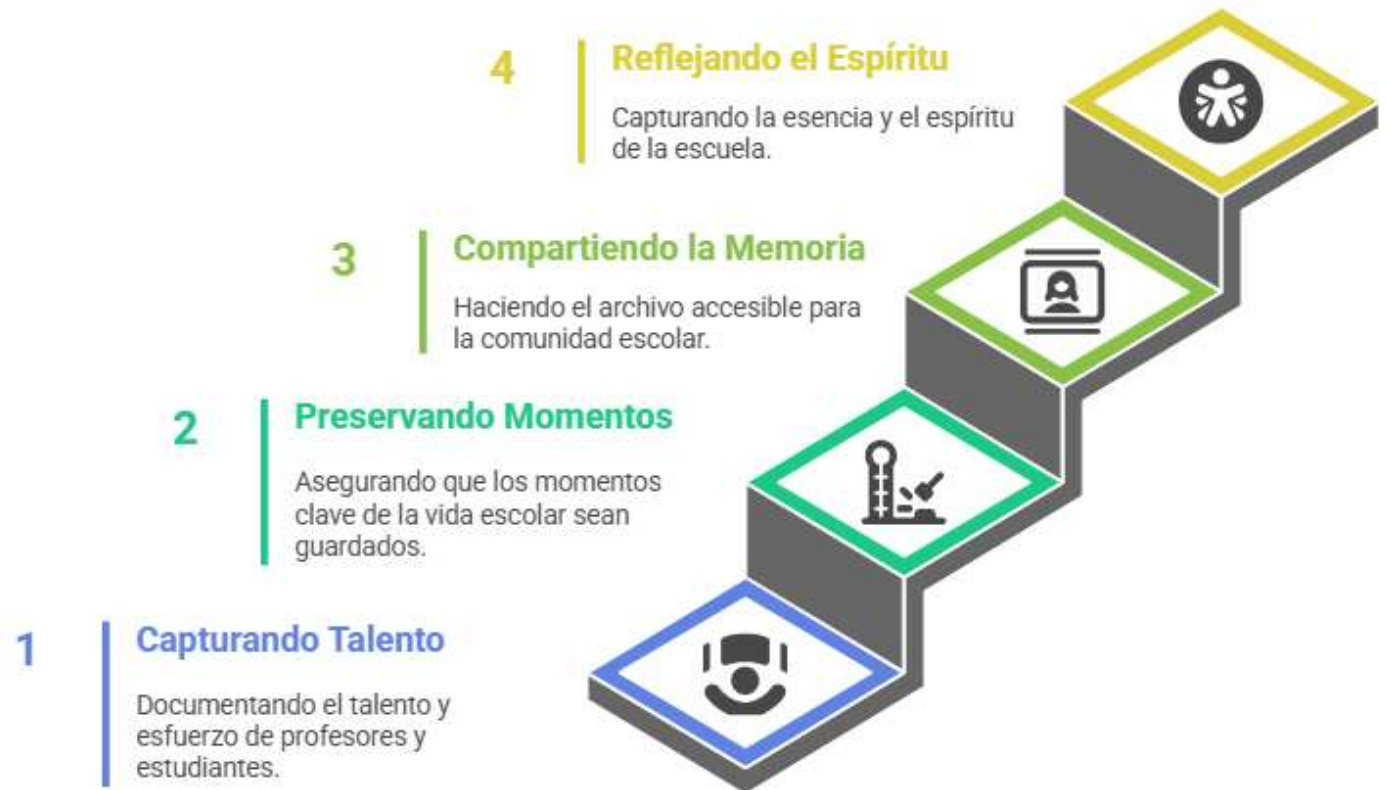 4
Reflejando el Espíritu
Capturando la esencia y el espíritu
de la escuela.
3
Compartiendo la Memoria
Haciendo el archivo accesible para
la comunidad escolar.
2
Preservando Momentos
Asegurando que los momentos
clave de la vida escolar sean
guardados.
1
Capturando Talento
Documentando el talento y
esfuerzo de profesores y
estudiantes.